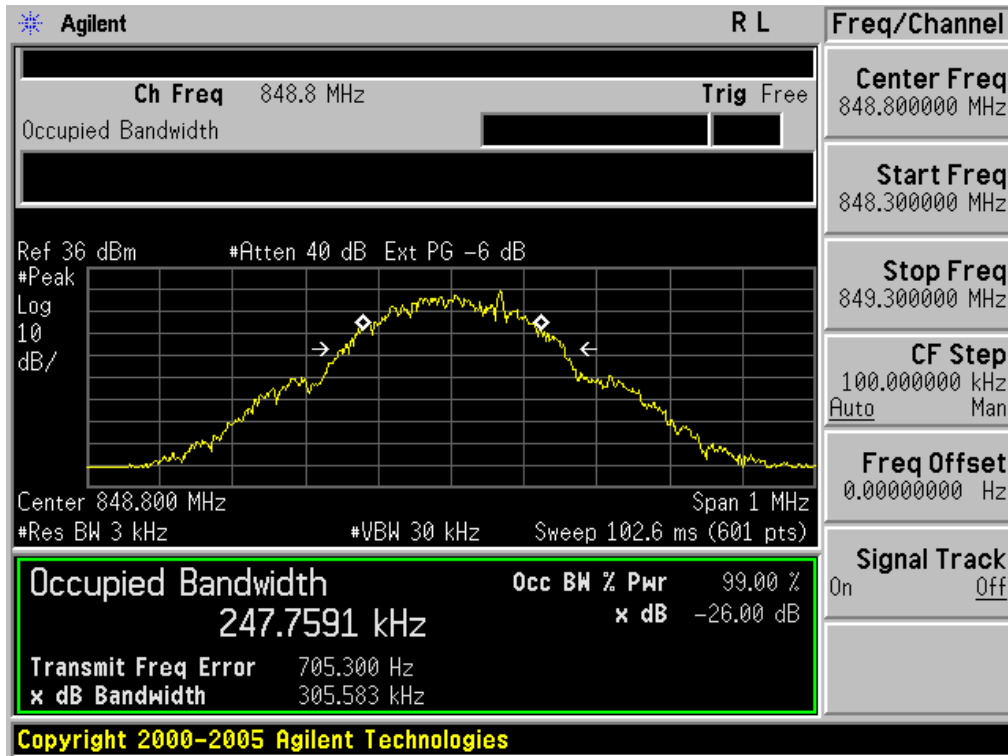 Agilent R L Freq/Channel
Ch Freq 848.8 MHz Trig Free
Occupied Bandwidth
Center Freq
848.800000 MHz
Start Freq
848.300000 MHz
Stop Freq
849.300000 MHz
CF Step
100.000000 kHz
Auto Man
Freq Offset
0.00000000 Hz
Signal Track
On Off
Ref 36 dBm #Atten 40 dB Ext PG -6 dB
#Peak
Log
10
dB/
Center 848.800 MHz Span 1 MHz
#Res BW 3 kHz #VBW 30 kHz Sweep 102.6 ms (601 pts)
Occupied Bandwidth Occ BW % Pwr 99.00 %
247.7591 kHz x dB -26.00 dB
Transmit Freq Error 705.300 Hz
x dB Bandwidth 305.583 kHz
Copyright 2000-2005 Agilent Technologies